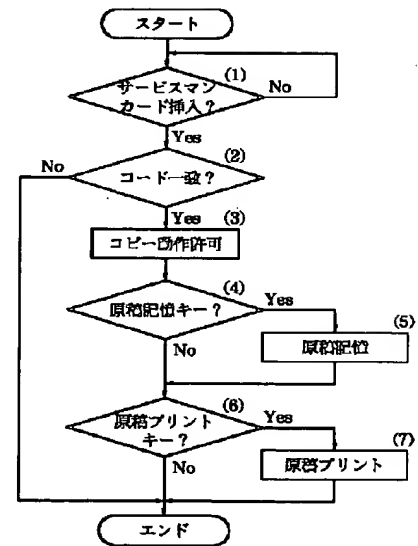 スタート
(1)
サービスマン
カード挿入？
No
Yes
(2)
No
コード一致？
Yes
(3)
コピー動作許可
(4)
原稿記憶キー？
Yes
(5)
原稿記憶
No
(6)
原稿プリント
キー？
Yes
(7)
原稿プリント
No
エンド